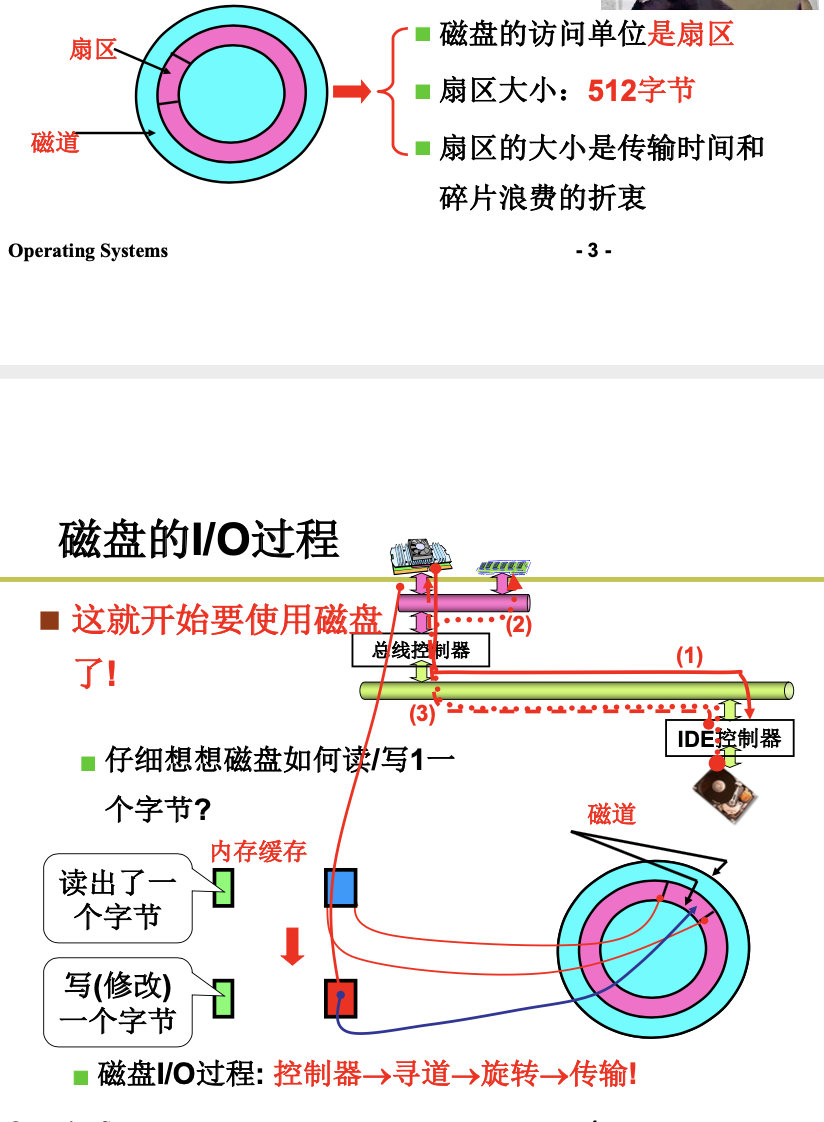 扇区
磁道
磁盘的访问单位是扇区
扇区大小：512字节
扇区的大小是传输时间和
碎片浪费的折衷
Operating Systems
- 3 -
磁盘的I/O过程
这就开始要使用磁盘
了!
总线控制器
(1)
(2)
(3)
IDE控制器
仔细想想磁盘如何读/写1一
个字节?
磁道
内存缓存
读出了一
个字节
写(修改)
一个字节
磁盘I/O过程: 控制器→寻道→旋转→传输!